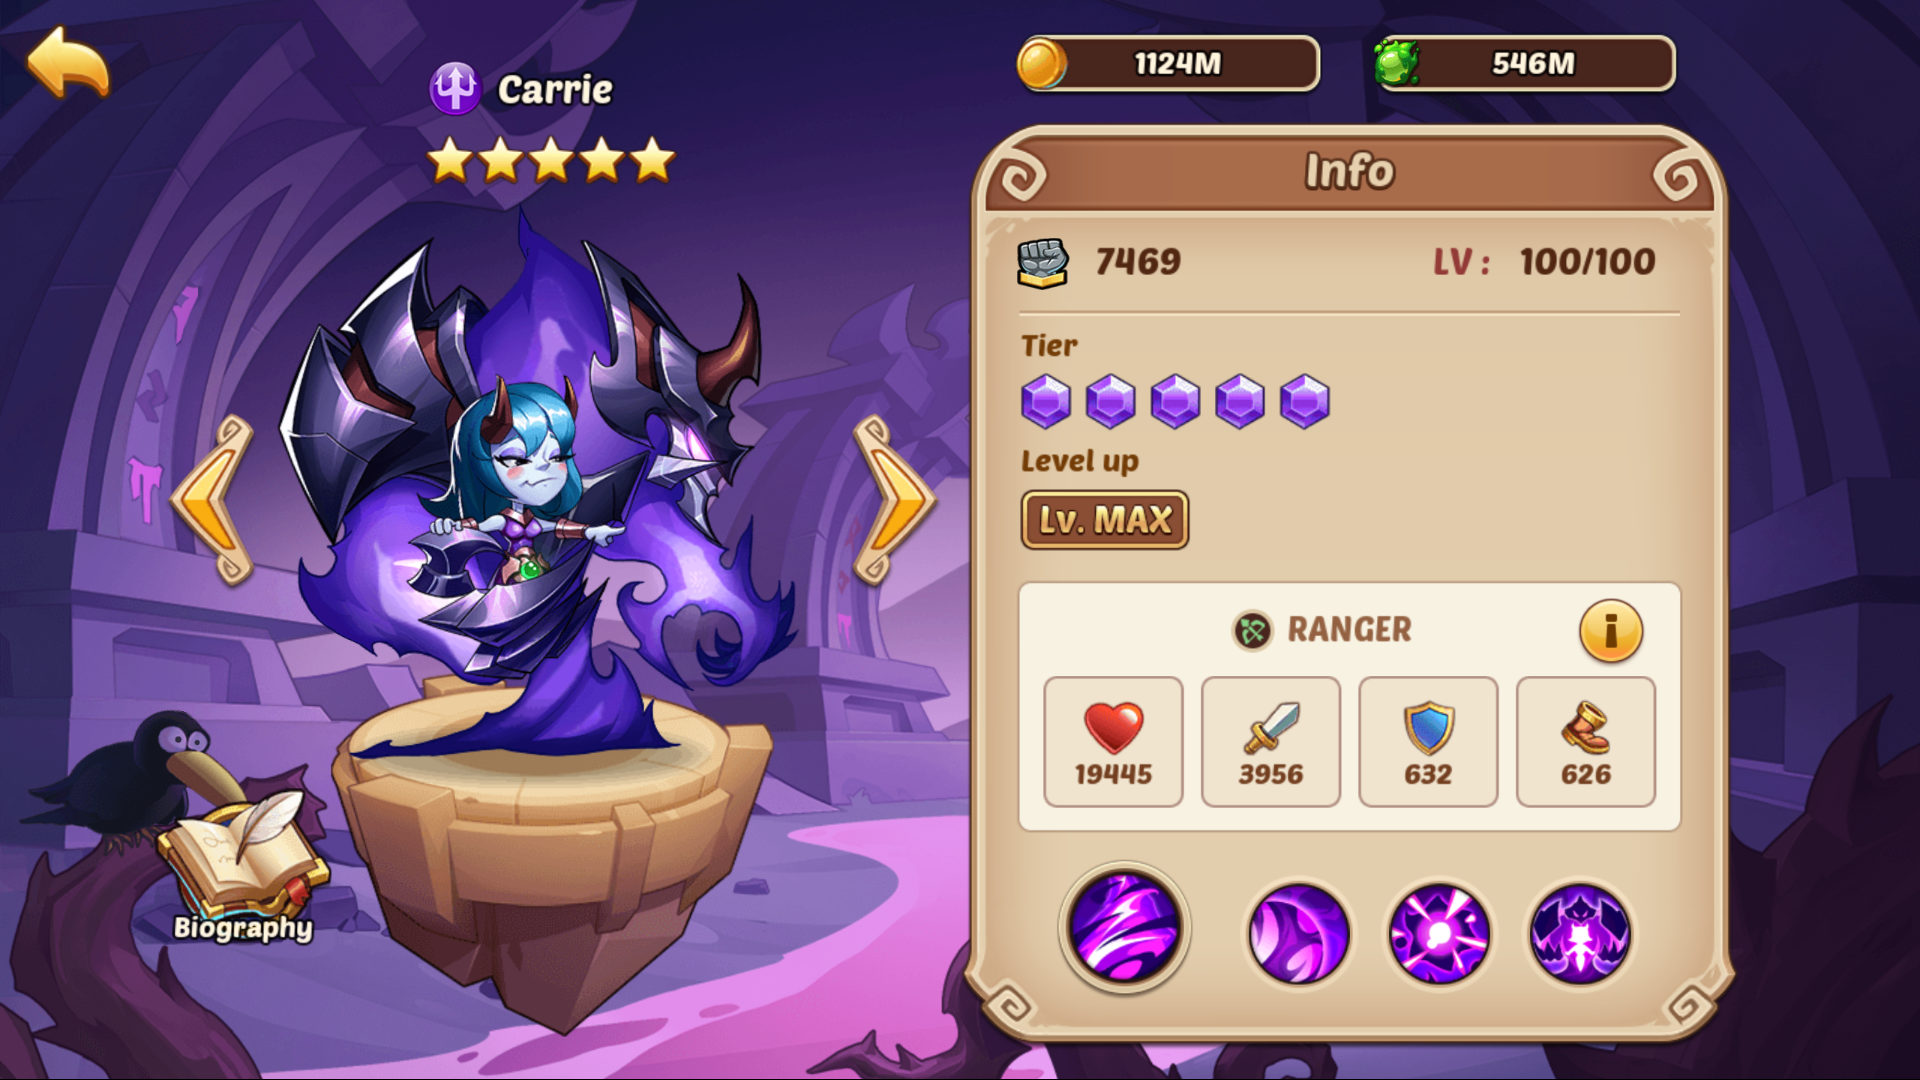 Carrie
1124M
546M
Info
7469
LV : 100/100
Tier
Level up
Lv. MAX
RANGER
19445
3956
632
626
Biography